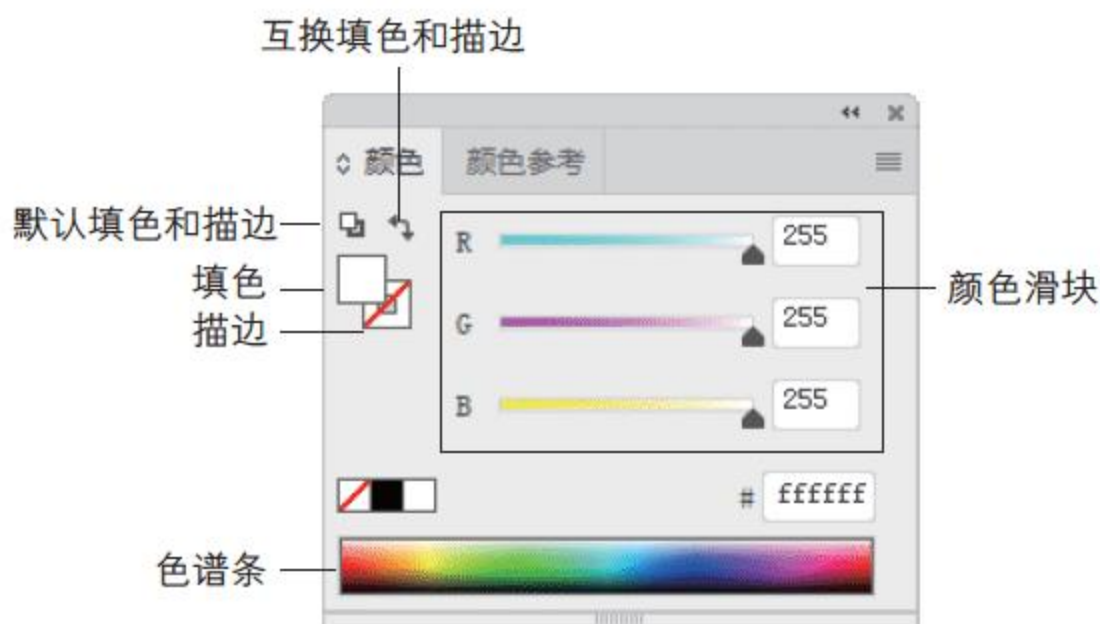 互换填色和描边
颜色 颜色参考
默认填色和描边
填色
描边
R 255
G 255
B 255
颜色滑块
# ffffff
色谱条